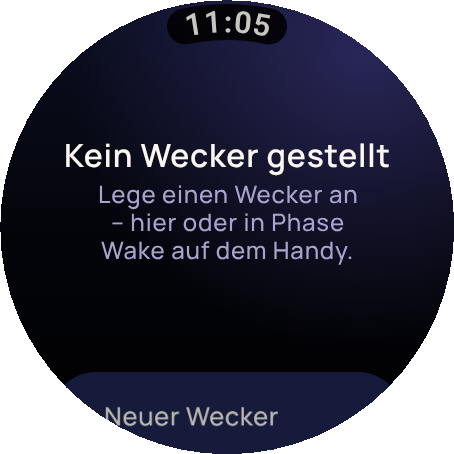 11:05
Kein Wecker gestellt
Lege einen Wecker an
– hier oder in Phase
Wake auf dem Handy.
Neuer Wecker